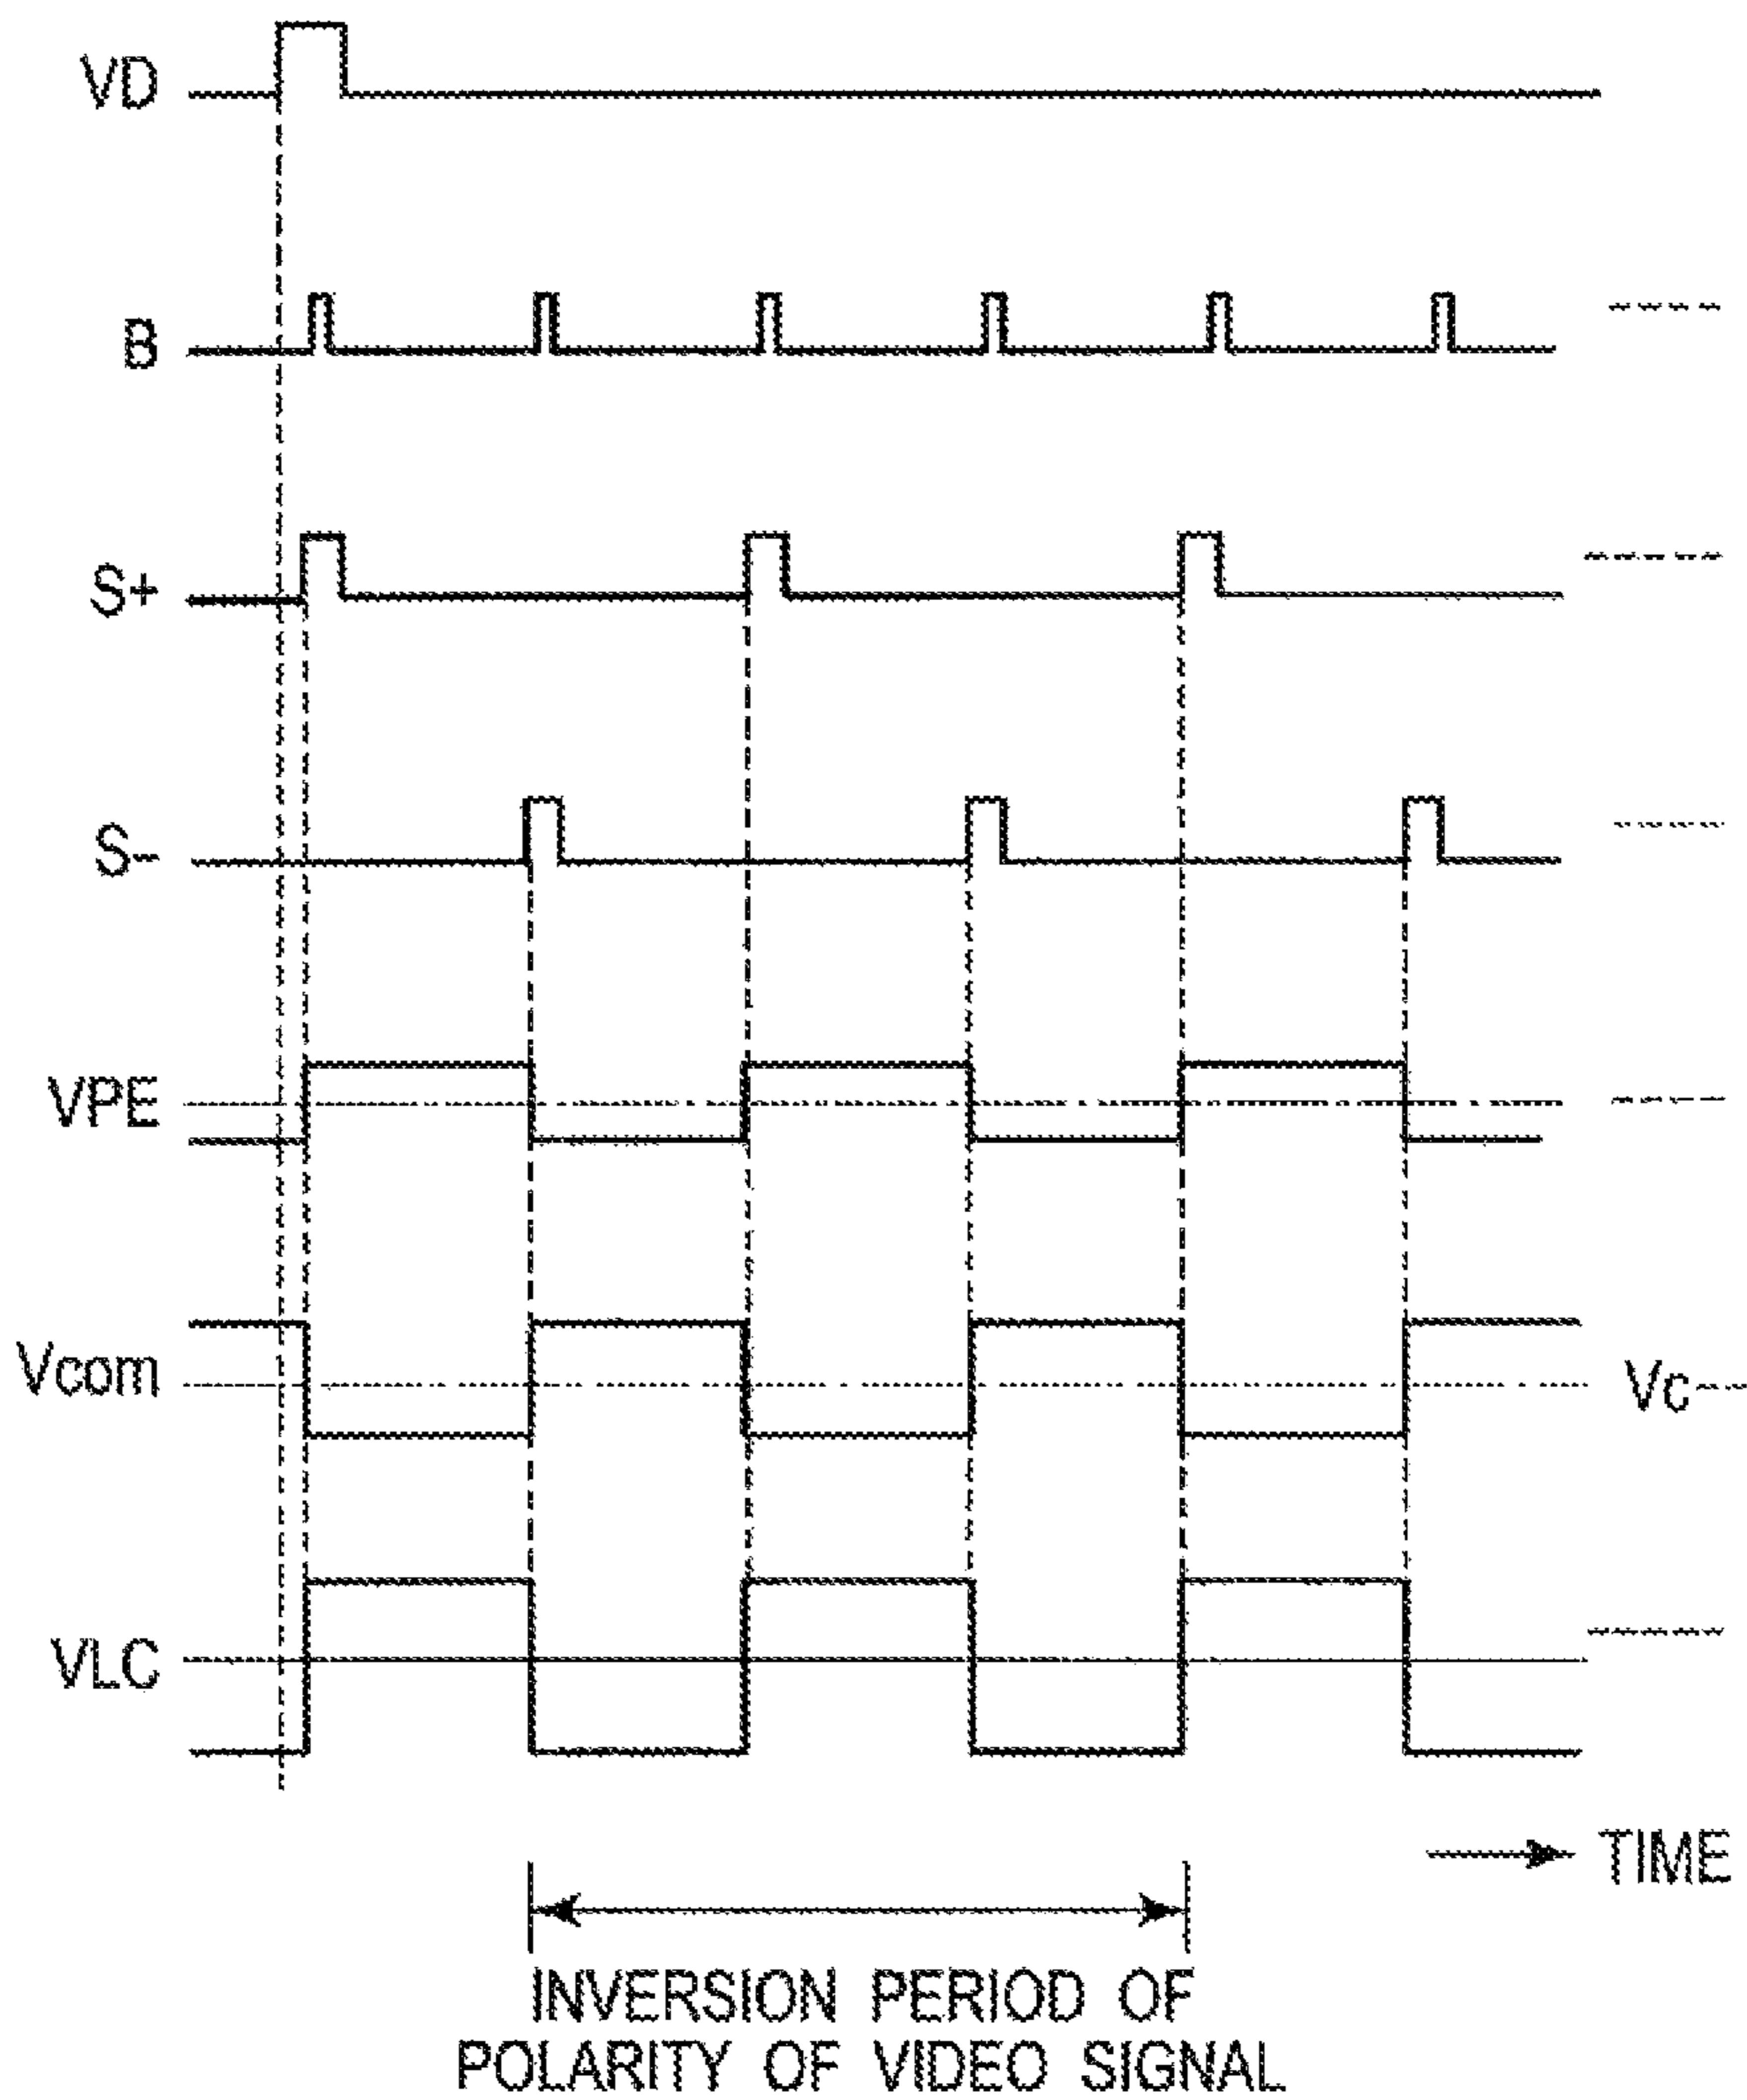 VD
B
S+
S-
VPE
Vcom
Vc
VLC
TIME
INVERSION PERIOD OF
POLARITY OF VIDEO SIGNAL